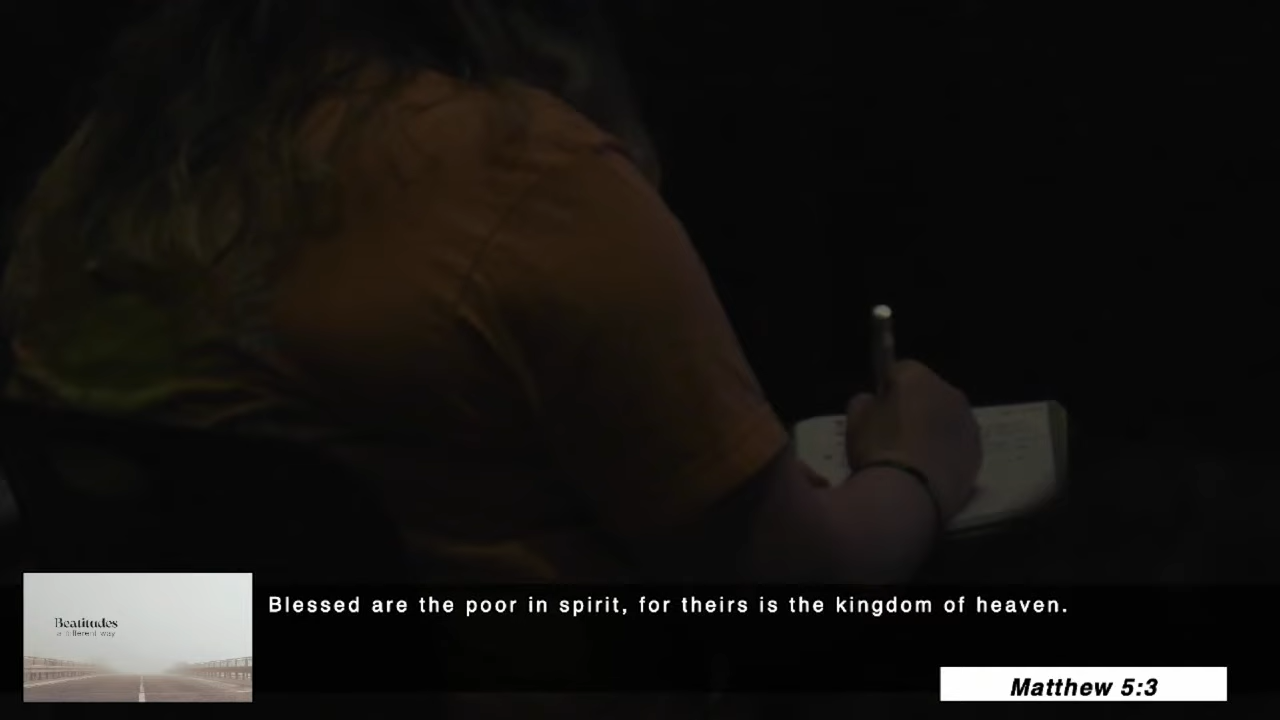 Blessed are the poor in spirit, for theirs is the kingdom of heaven.
Beatitudes
a different way
Matthew 5:3